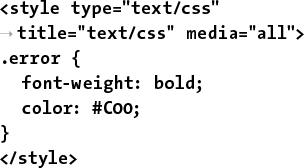 <style type="text/css"
→ title="text/css" media="all">
.error {
font-weight: bold;
color: #C00;
}
</style>